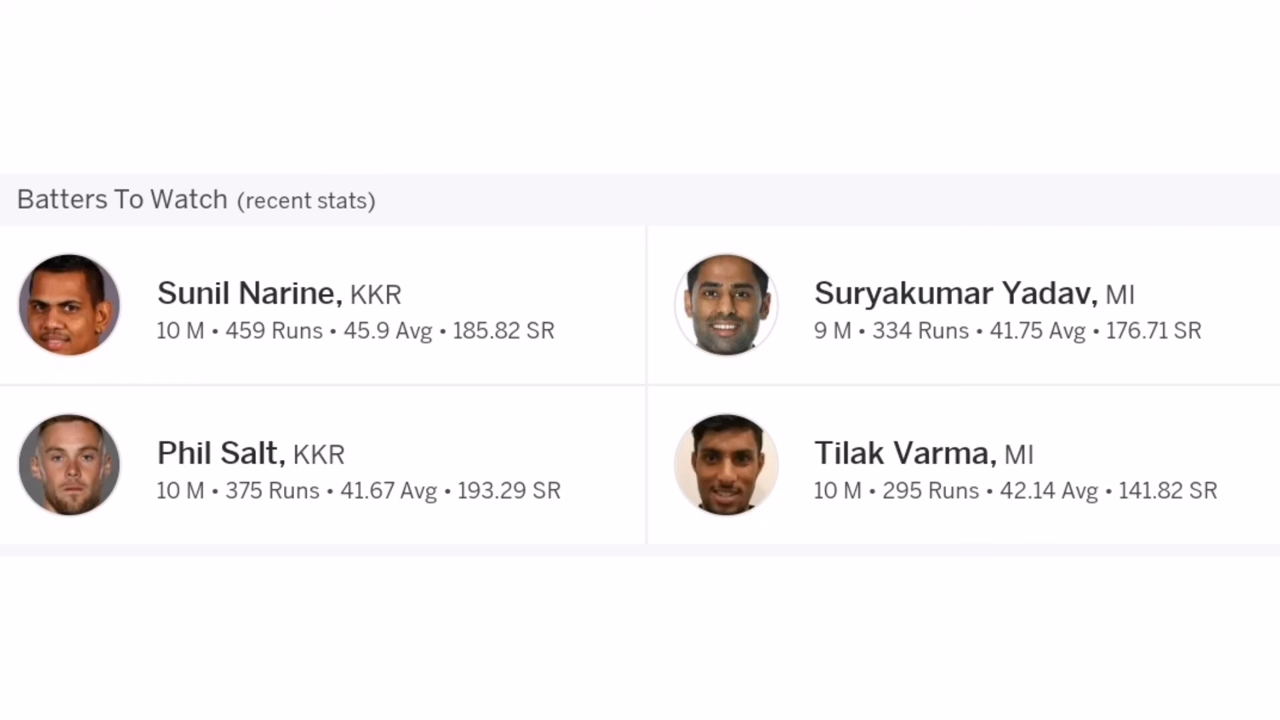 Batters To Watch (recent stats)
Sunil Narine, KKR
10 M • 459 Runs • 45.9 Avg • 185.82 SR
Suryakumar Yadav, MI
9 M • 334 Runs • 41.75 Avg • 176.71 SR
Phil Salt, KKR
10 M • 375 Runs • 41.67 Avg • 193.29 SR
Tilak Varma, MI
10 M • 295 Runs • 42.14 Avg • 141.82 SR